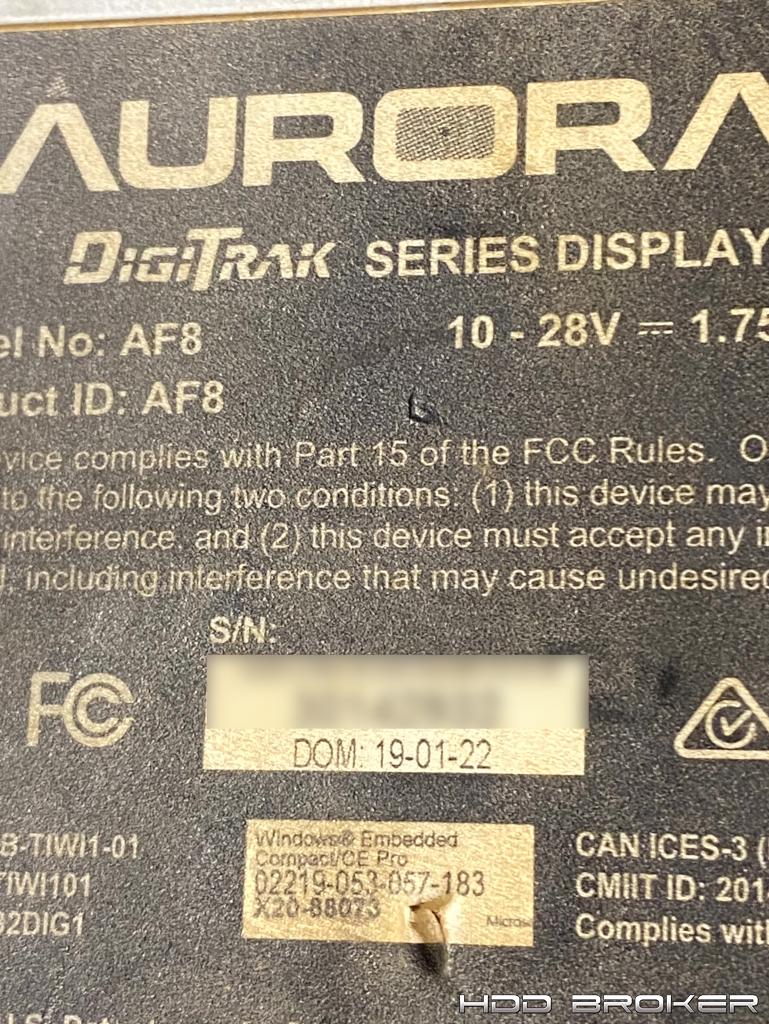 AURORA
DIGITRAK SERIES DISPLAY
el No: AF8 10 - 28V ⎓ 1.75
uct ID: AF8
vice complies with Part 15 of the FCC Rules. O
to the following two conditions: (1) this device may
interference, and (2) this device must accept any i
, including interference that may cause undesired
S/N:
FC
DOM: 19-01-22
B-TIWI1-01
TIWI101
32DIG1
Windows® Embedded
Compact/CE Pro
02219-053-057-183
X20-88073
Micros
CAN ICES-3 (
CMIIT ID: 201
Complies with
HDD BROKER